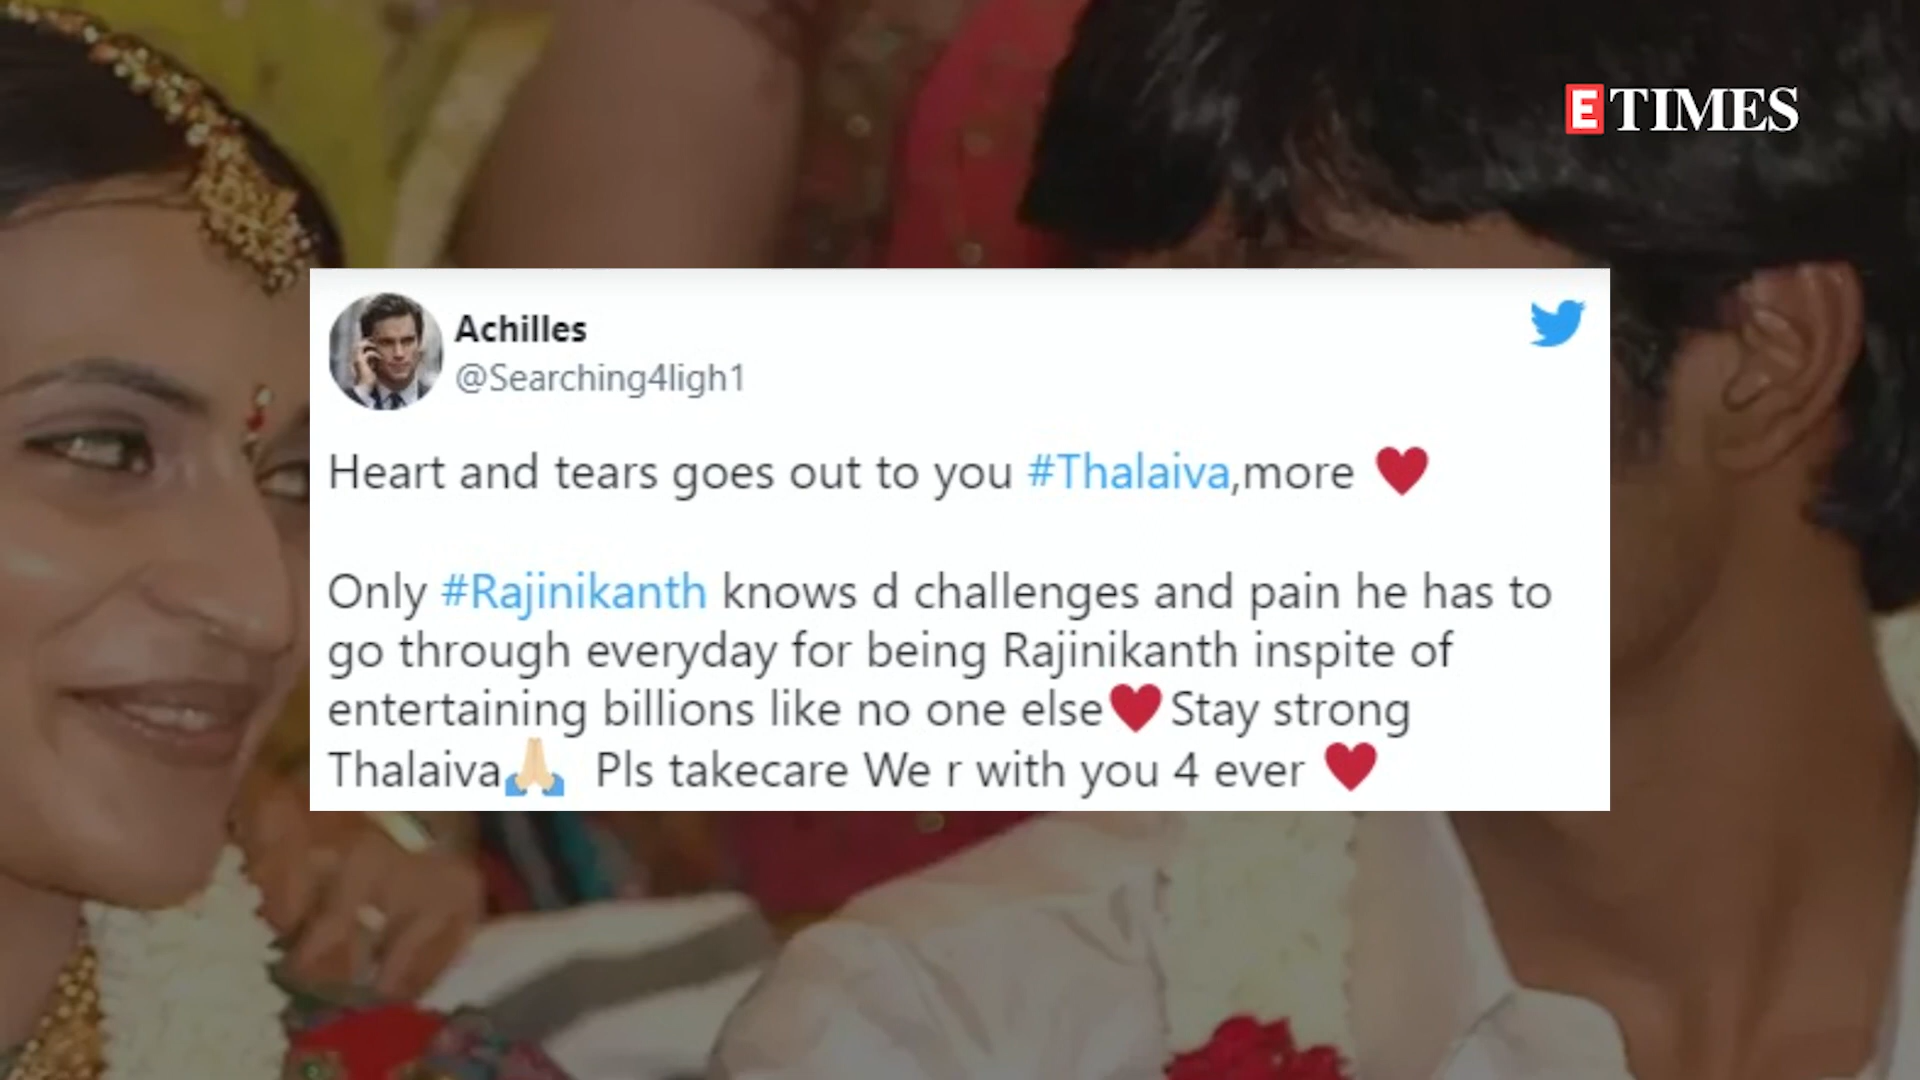 E TIMES
Achilles
@Searching4ligh1
Heart and tears goes out to you #Thalaiva,more ♥
Only #Rajinikanth knows d challenges and pain he has to
go through everyday for being Rajinikanth inspite of
entertaining billions like no one else♥Stay strong
Thalaiva🙏 Pls takecare We r with you 4 ever ♥